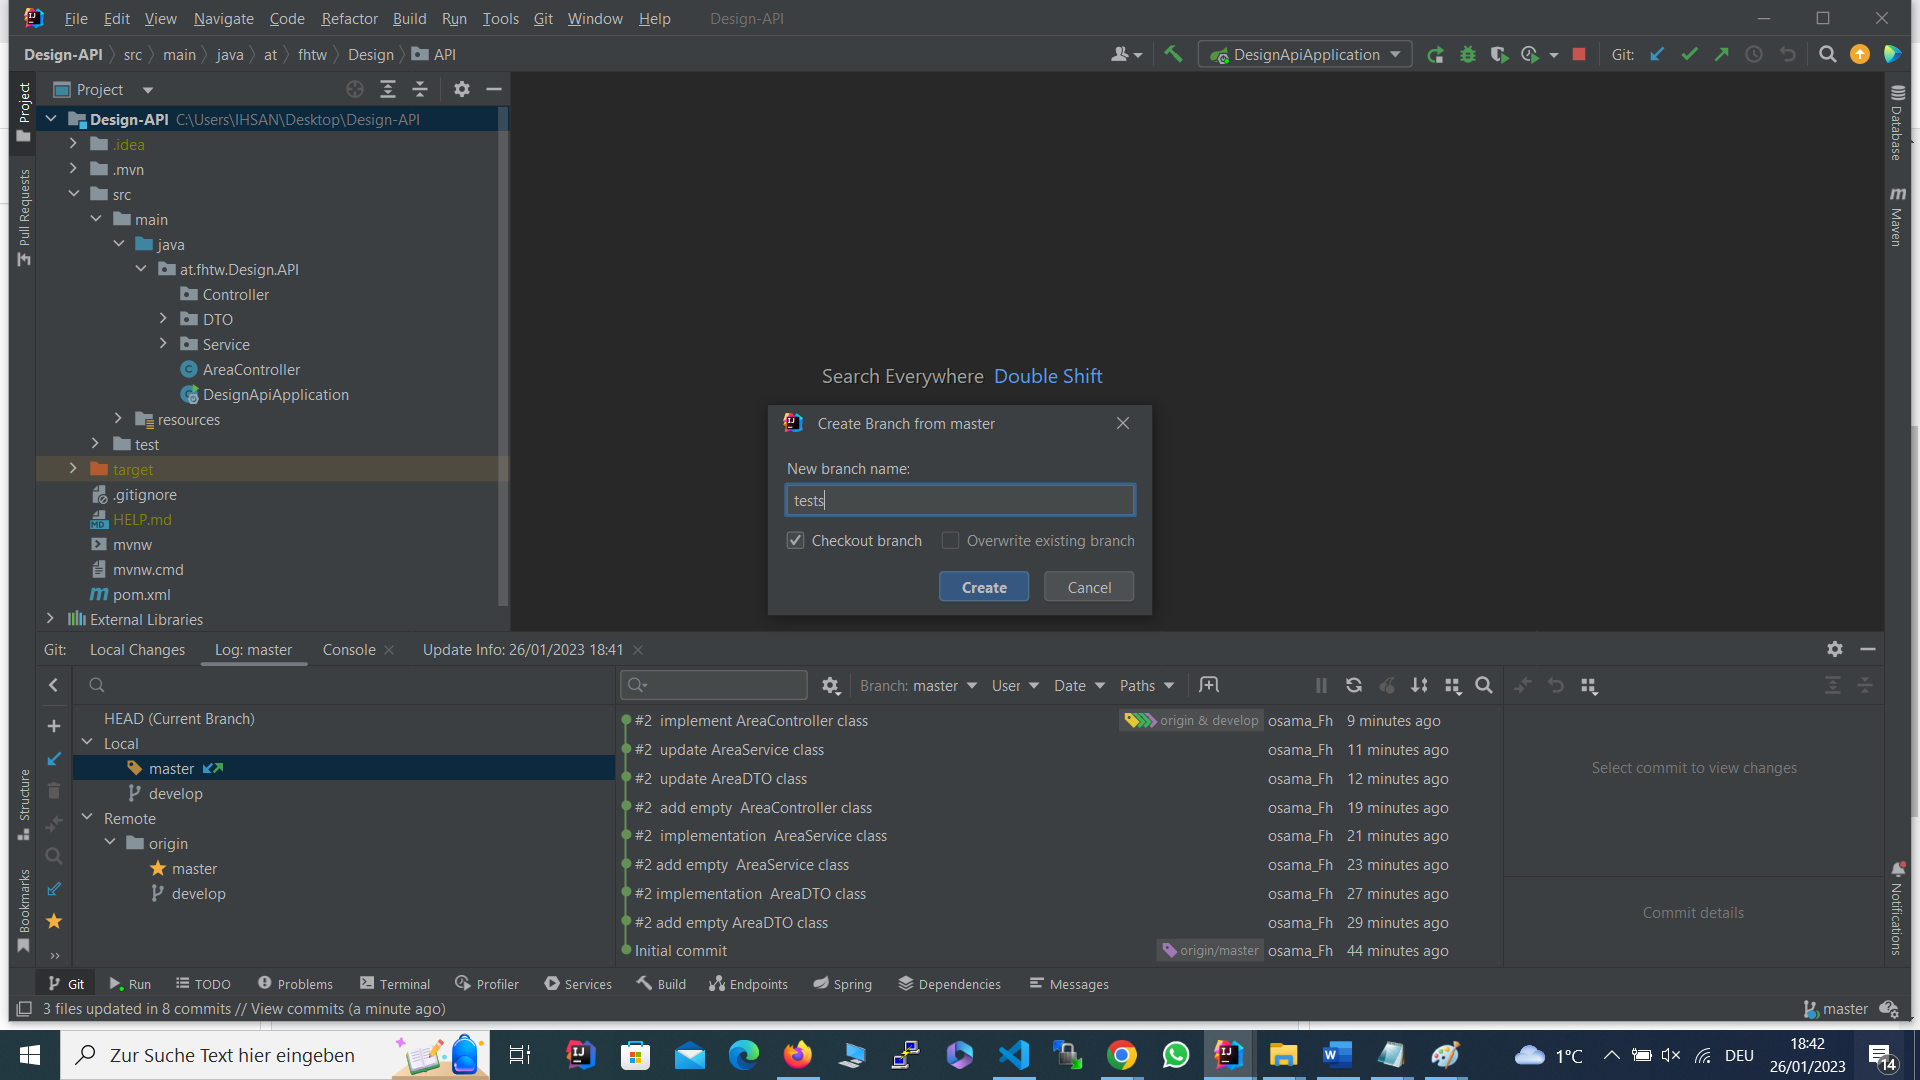 File Edit View Navigate Code Refactor Build Run Tools Git Window Help Design-API
Design-API src main java at fhtw Design API DesignApiApplication Git:
Project
Design-API C:\Users\IHSAN\Desktop\Design-API
.idea
.mvn
src
main
java
at.fhtw.Design.API
Controller
DTO
Service
AreaController
DesignApiApplication
resources
test
target
.gitignore
HELP.md
mvnw
mvnw.cmd
pom.xml
External Libraries
Project
Pull Requests
Structure
Bookmarks
Search Everywhere Double Shift
Create Branch from master
New branch name:
tests
Checkout branch Overwrite existing branch
Create Cancel
Database
Maven
Notifications
Git: Local Changes Log: master Console Update Info: 26/01/2023 18:41
HEAD (Current Branch)
Local
master
develop
Remote
origin
master
develop
Branch: master User Date Paths
#2 implement AreaController class origin & develop osama_Fh 9 minutes ago
#2 update AreaService class osama_Fh 11 minutes ago
#2 update AreaDTO class osama_Fh 12 minutes ago
#2 add empty AreaController class osama_Fh 19 minutes ago
#2 implementation AreaService class osama_Fh 21 minutes ago
#2 add empty AreaService class osama_Fh 23 minutes ago
#2 implementation AreaDTO class osama_Fh 27 minutes ago
#2 add empty AreaDTO class osama_Fh 29 minutes ago
Initial commit origin/master osama_Fh 44 minutes ago
Select commit to view changes
Commit details
Git Run TODO Problems Terminal Profiler Services Build Endpoints Spring Dependencies Messages
3 files updated in 8 commits // View commits (a minute ago) master
Zur Suche Text hier eingeben
1°C DEU 18:42
26/01/2023
14